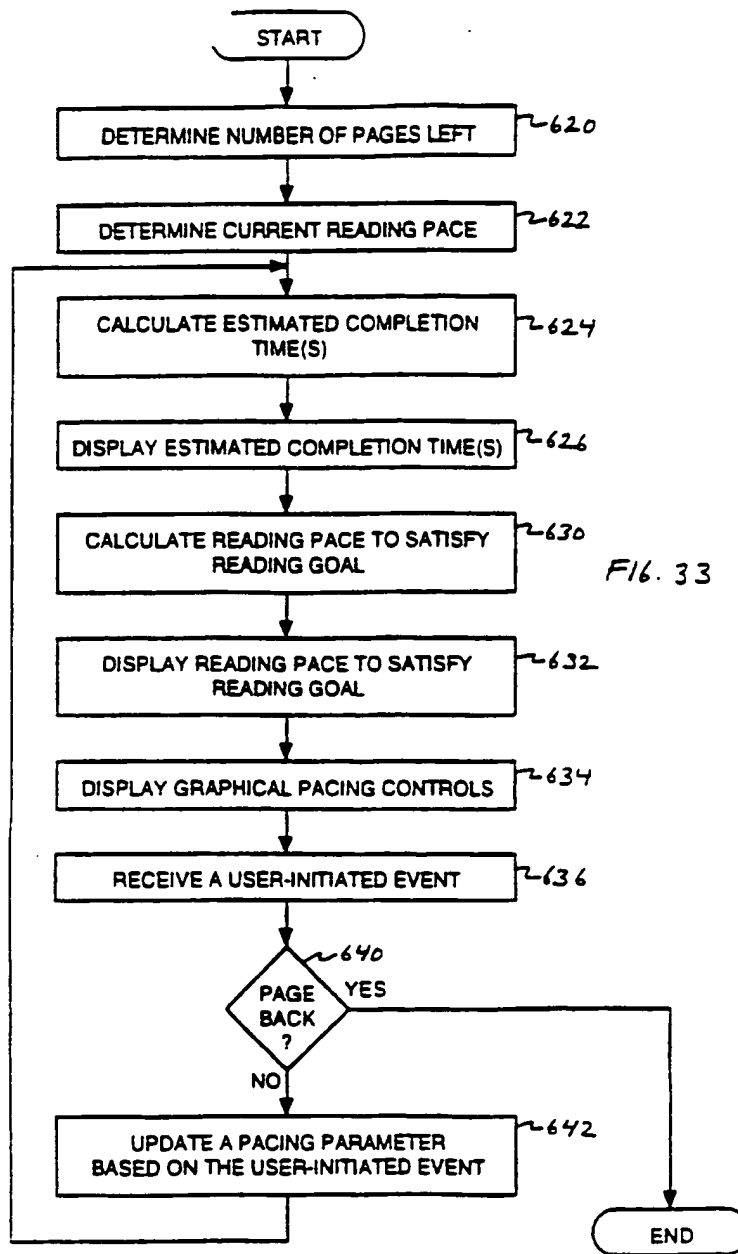 START
DETERMINE NUMBER OF PAGES LEFT
620
DETERMINE CURRENT READING PACE
622
CALCULATE ESTIMATED COMPLETION
TIME(S)
624
DISPLAY ESTIMATED COMPLETION TIME(S)
626
CALCULATE READING PACE TO SATISFY
READING GOAL
630
FIG. 33
DISPLAY READING PACE TO SATISFY
READING GOAL
632
DISPLAY GRAPHICAL PACING CONTROLS
634
RECEIVE A USER-INITIATED EVENT
636
640
PAGE
BACK
?
YES
NO
UPDATE A PACING PARAMETER
BASED ON THE USER-INITIATED EVENT
642
END